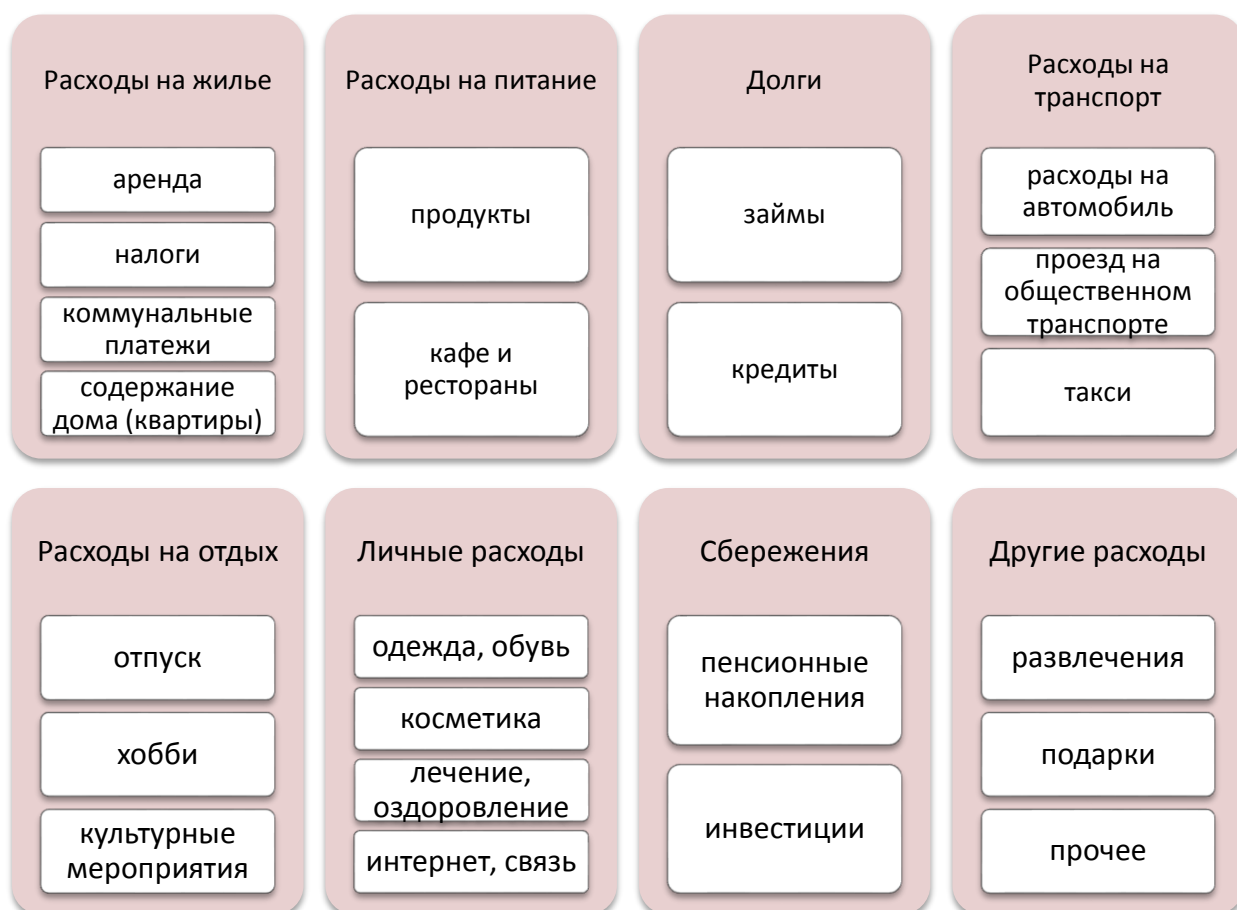 Расходы на жилье
аренда
налоги
коммунальные
платежи
содержание
дома (квартиры)
Расходы на питание
продукты
кафе и
рестораны
Долги
займы
кредиты
Расходы на
транспорт
расходы на
автомобиль
проезд на
общественном
транспорте
такси
Расходы на отдых
отпуск
хобби
культурные
мероприятия
Личные расходы
одежда, обувь
косметика
лечение,
оздоровление
интернет, связь
Сбережения
пенсионные
накопления
инвестиции
Другие расходы
развлечения
подарки
прочее